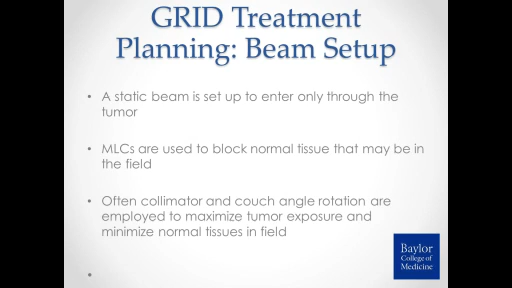 GRID Treatment
Planning: Beam Setup
• A static beam is set up to enter only through the
tumor
• MLCs are used to block normal tissue that may be in
the field
• Often collimator and couch angle rotation are
employed to maximize tumor exposure and
minimize normal tissues in field
•
Baylor
College of
Medicine